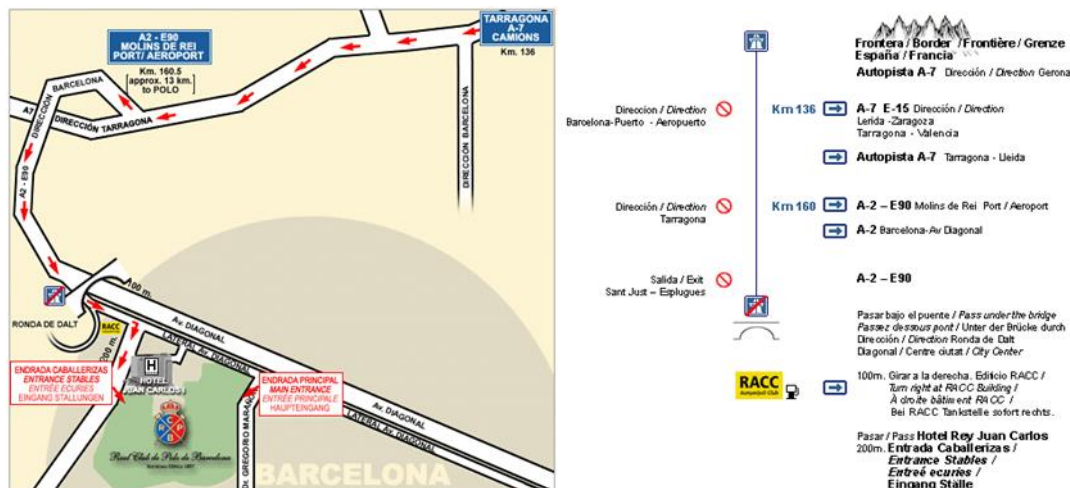 A2 - E90
MOLINS DE REI
PORT/ AEROPORT
Km. 160.5
approx. 13 km.
to POLO
TARRAGONA
A-7
CAMIONS
Km. 136
DIRECCIÓN BARCELONA
A7
DIRECCIÓN TARRAGONA
DIRECCIÓN BARCELONA
A2 - E90
100 m.
RONDA DE DALT
RACC
200 m.
Av. DIAGONAL
LATERAL Av. DIAGONAL
H
HOTEL
JUAN CARLOS I
ENDRADA CABALLERIZAS
ENTRANCE STABLES
ENTRÉE ECURIES
EINGANG STALLUNGEN
ENDRADA PRINCIPAL
MAIN ENTRANCE
ENTRÉE PRINCIPALE
HAUPTEINGANG
Av. DIAGONAL
LATERAL Av. DIAGONAL
R P
B
Real Club de Polo de Barcelona
Dr. GREGORIO MARAÑÓN
BARCELONA
Frontera / Border / Frontière / Grenze
España / Francia
Autopista A-7 Dirección / Direction Gerona
Direccion / Direction
Barcelona-Puerto - Aeropuerto
Km 136
A-7 E-15 Dirección / Direction
Lerida -Zaragoza
Tarragona - Valencia
Autopista A-7 Tarragona - Lleida
Dirección / Direction
Tarragona
Km 160
A-2 – E90 Molins de Rei Port / Aeroport
A-2 Barcelona-Av Diagonal
Salida / Exit
Sant Just – Esplugues
A-2 – E90
Pasar bajo el puente / Pass under the bridge
Passez dessous pont / Unter der Brücke durch
Dirección / Direction Ronda de Dalt
Diagonal / Centre ciutat / City Center
RACC
Automóvil Club
100m. Girar a la derecha. Edificio RACC /
Turn right at RACC Building /
À droite bâtiment RACC /
Bei RACC Tankstelle sofort rechts.
Pasar / Pass Hotel Rey Juan Carlos
200m. Entrada Caballerizas /
Entrance Stables /
Entreé ecuries /
Eingang Ställe